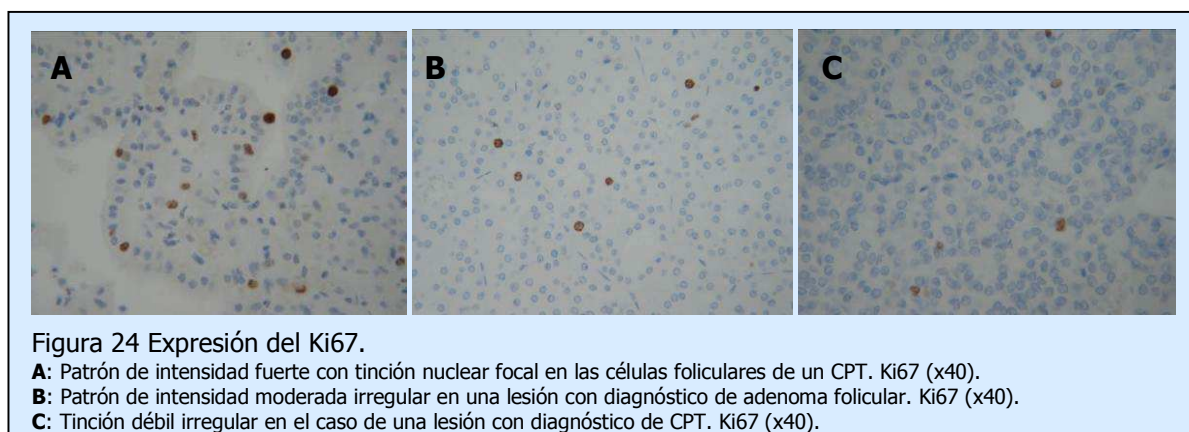 A
B
C
Figura 24 Expresión del Ki67.
A: Patrón de intensidad fuerte con tinción nuclear focal en las células foliculares de un CPT. Ki67 (x40).
B: Patrón de intensidad moderada irregular en una lesión con diagnóstico de adenoma folicular. Ki67 (x40).
C: Tinción débil irregular en el caso de una lesión con diagnóstico de CPT. Ki67 (x40).